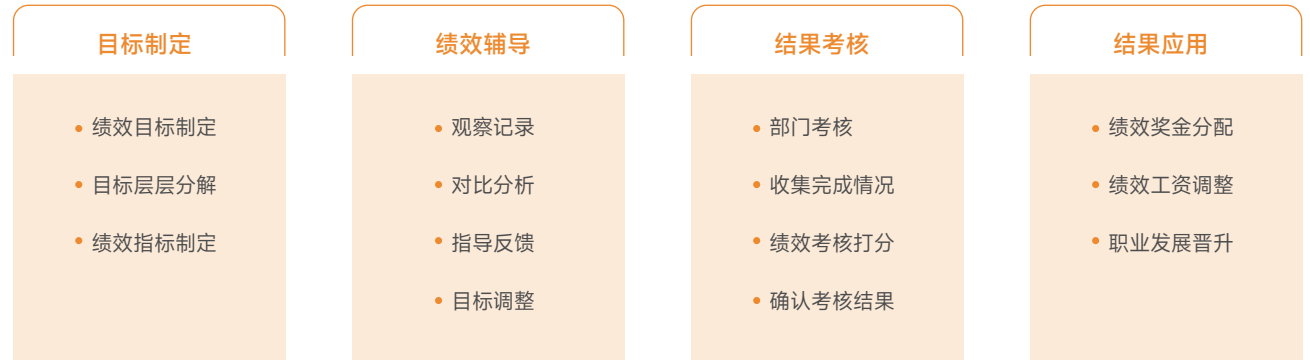 目标制定
绩效目标制定
目标层层分解
绩效指标制定
绩效辅导
观察记录
对比分析
指导反馈
目标调整
结果考核
部门考核
收集完成情况
绩效考核打分
确认考核结果
结果应用
绩效奖金分配
绩效工资调整
职业发展晋升